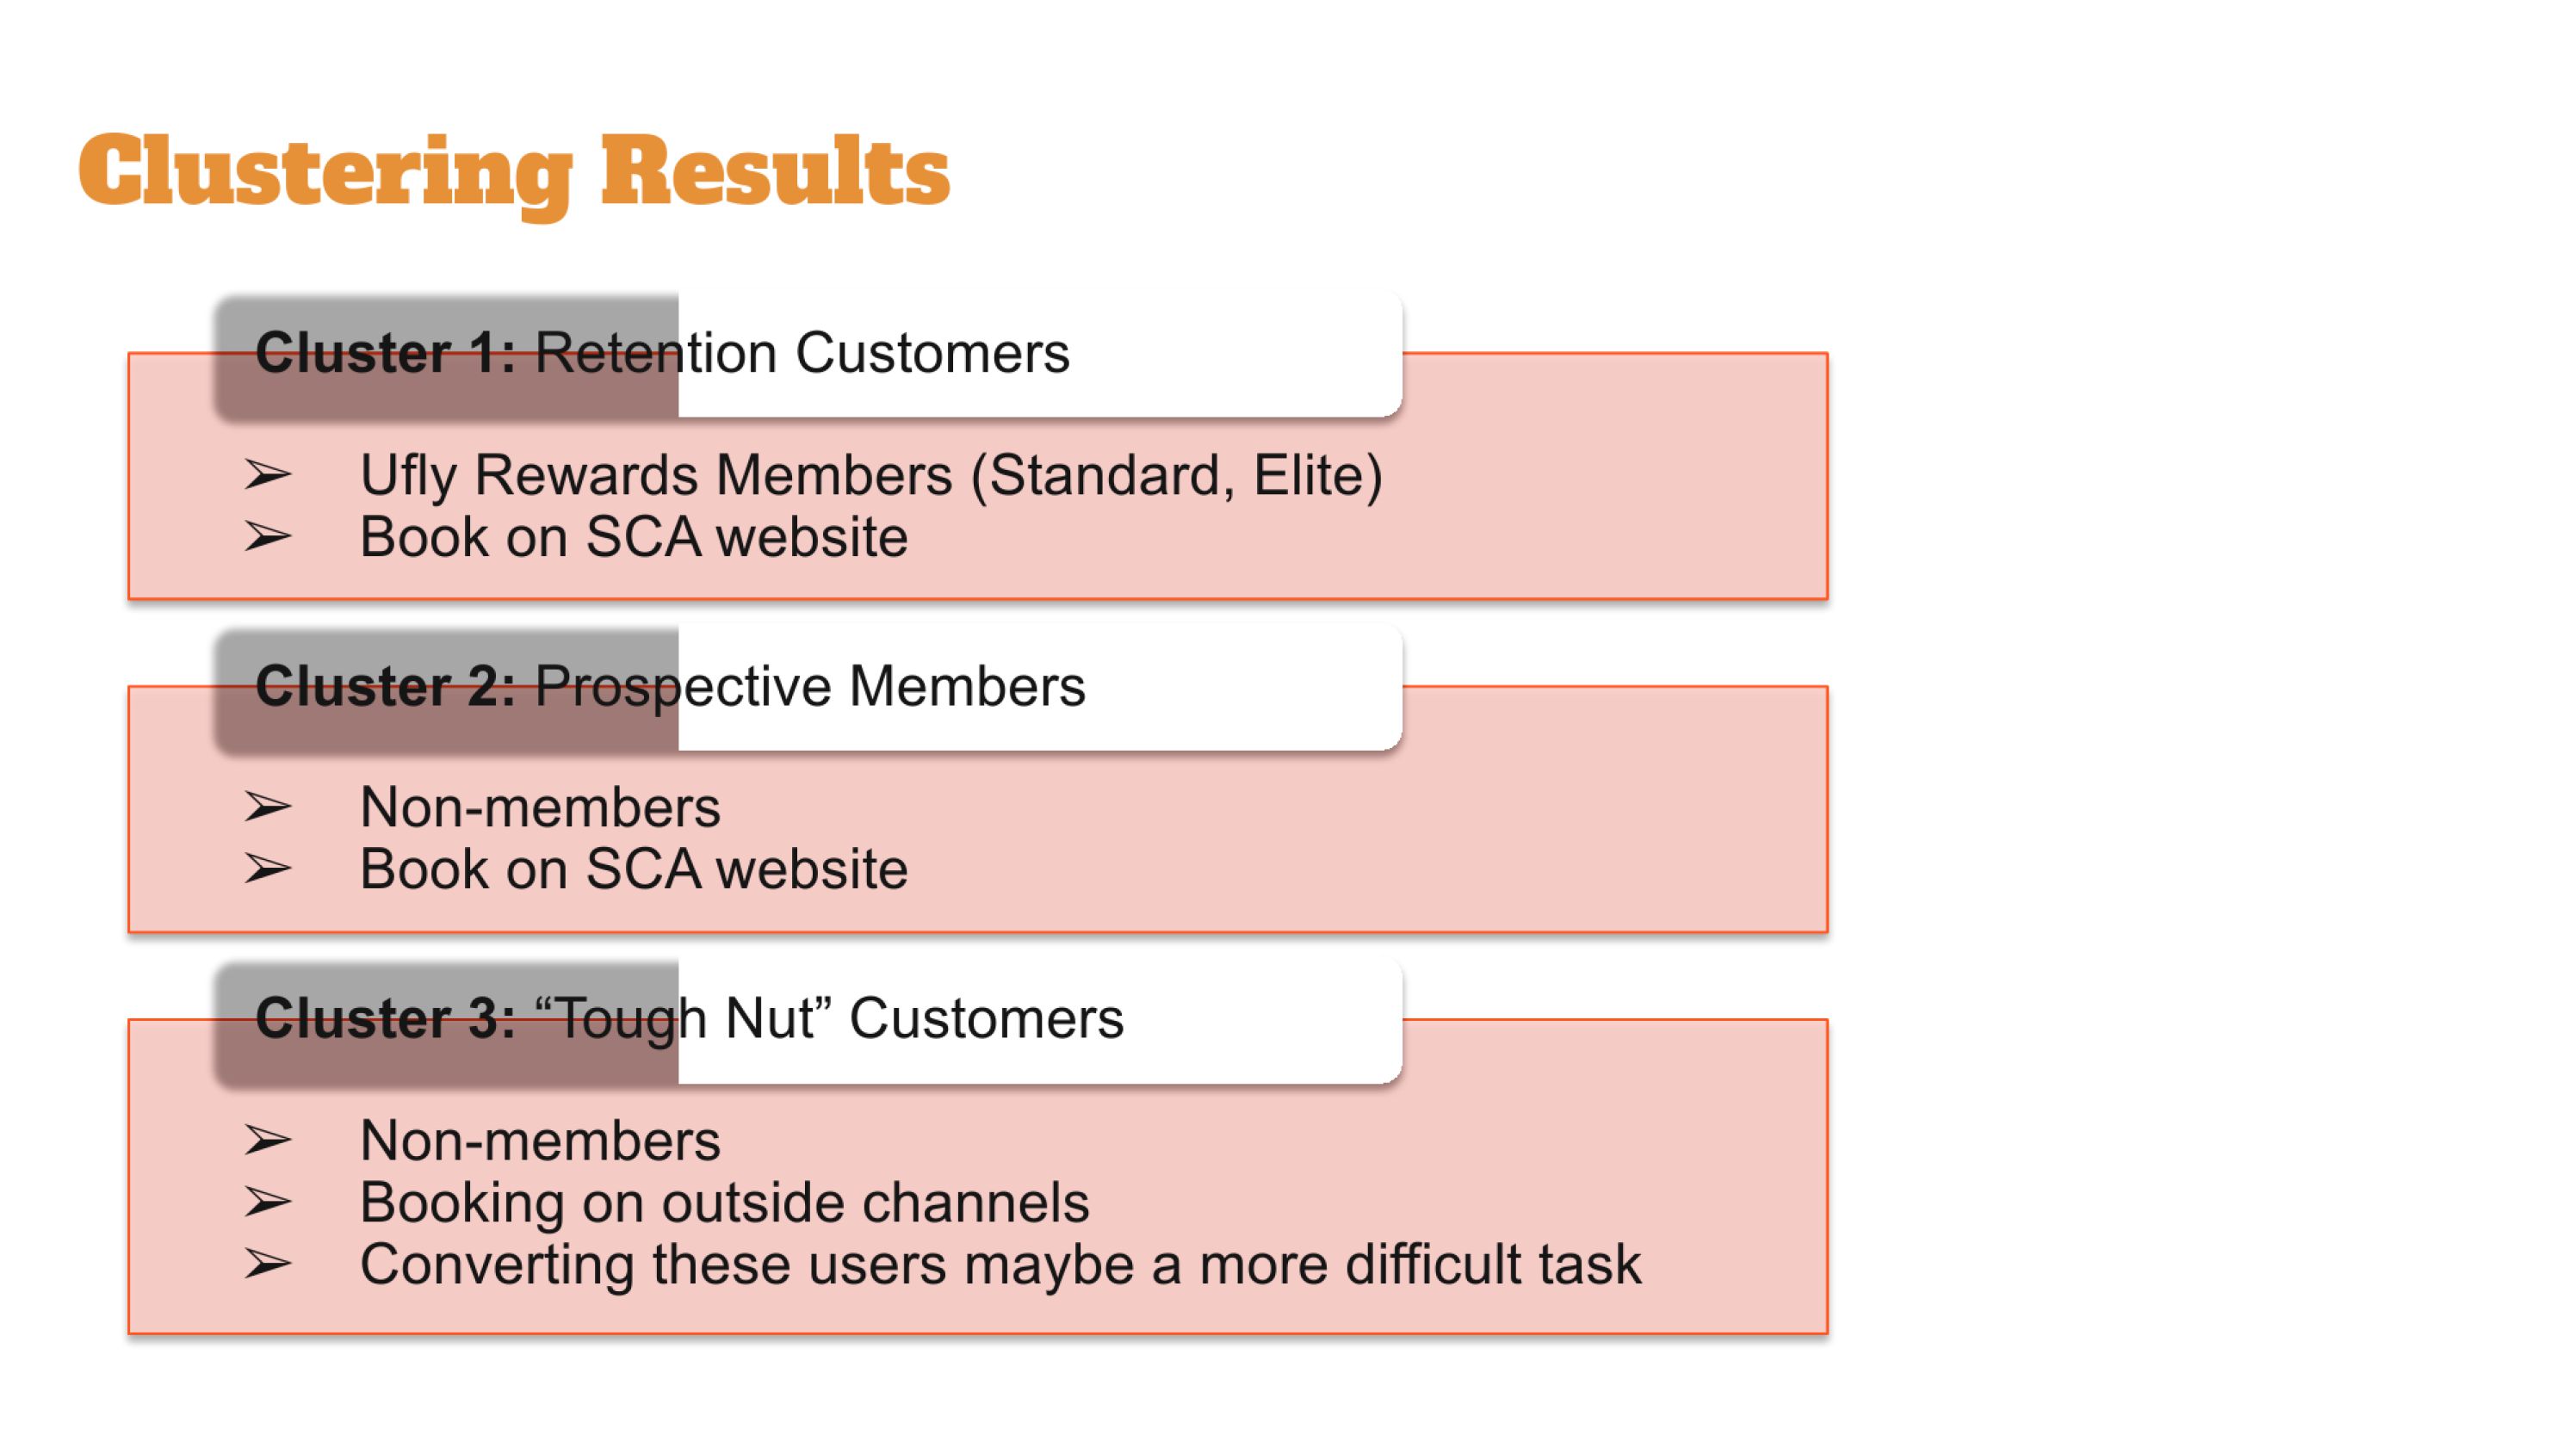 Clustering Results
Cluster 1: Retention Customers
➢ Ufly Rewards Members (Standard, Elite)
➢ Book on SCA website
Cluster 2: Prospective Members
➢ Non-members
➢ Book on SCA website
Cluster 3: “Tough Nut” Customers
➢ Non-members
➢ Booking on outside channels
➢ Converting these users maybe a more difficult task